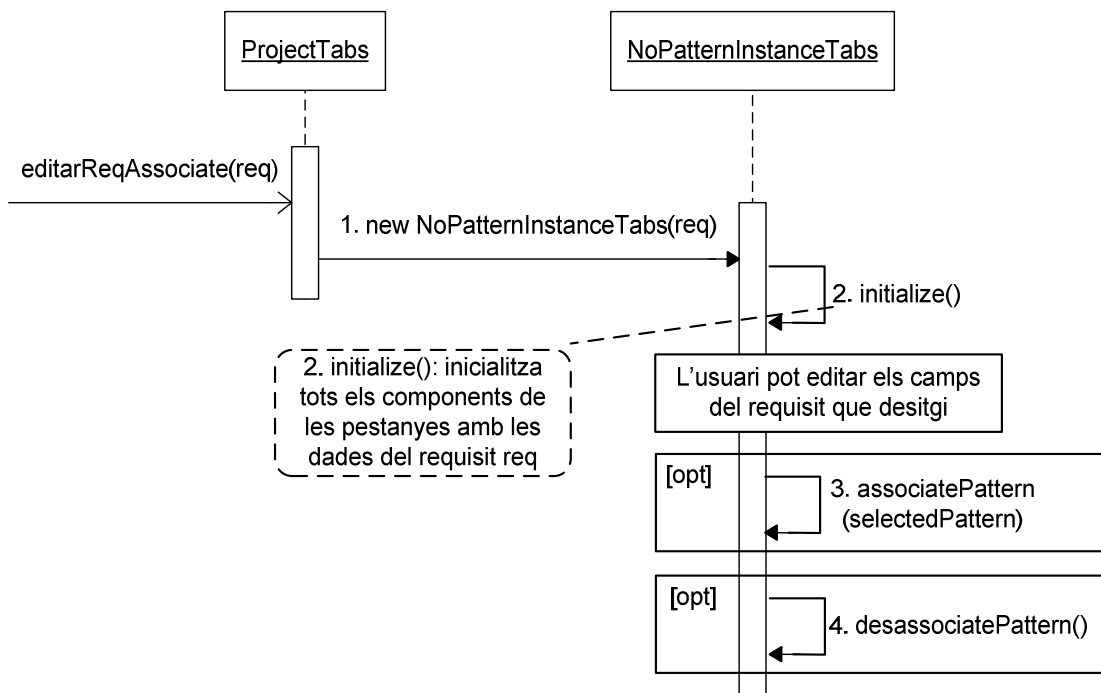 ProjectTabs
NoPatternInstanceTabs
editarReqAssociate(req)
1. new NoPatternInstanceTabs(req)
2. initialize()
2. initialize(): inicialitza
tots els components de
les pestanyes amb les
dades del requisit req
L'usuari pot editar els camps
del requisit que desitgi
[opt]
3. associatePattern
(selectedPattern)
[opt]
4. desassociatePattern()